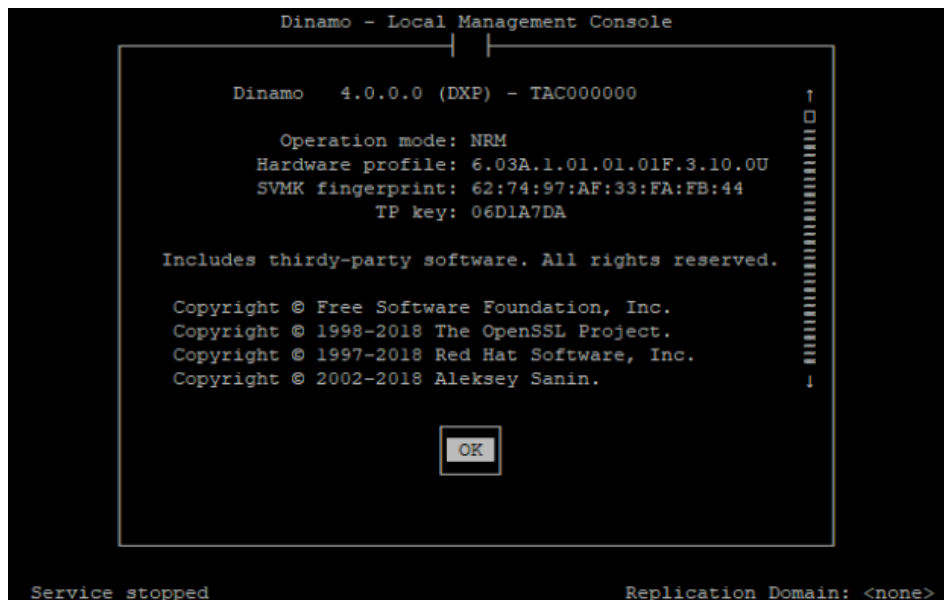 Dinamo - Local Management Console
Dinamo 4.0.0.0 (DXP) - TAC000000
Operation mode: NRM
Hardware profile: 6.03A.1.01.01.01F.3.10.0U
SVMK fingerprint: 62:74:97:AF:33:FA:FB:44
TP key: 06D1A7DA
Includes thirdy-party software. All rights reserved.
Copyright © Free Software Foundation, Inc.
Copyright © 1998-2018 The OpenSSL Project.
Copyright © 1997-2018 Red Hat Software, Inc.
Copyright © 2002-2018 Aleksey Sanin.
OK
Service stopped Replication Domain: <none>